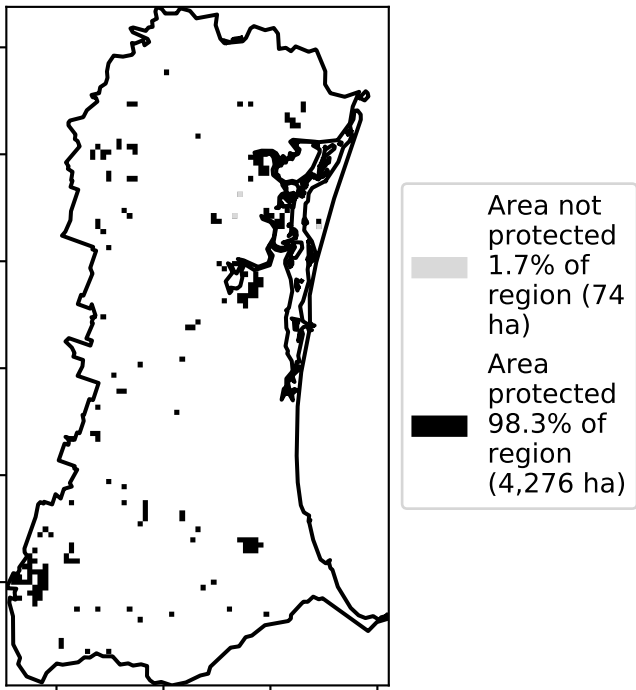 Area not
protected
1.7% of
region (74
ha)
Area
protected
98.3% of
region
(4,276 ha)